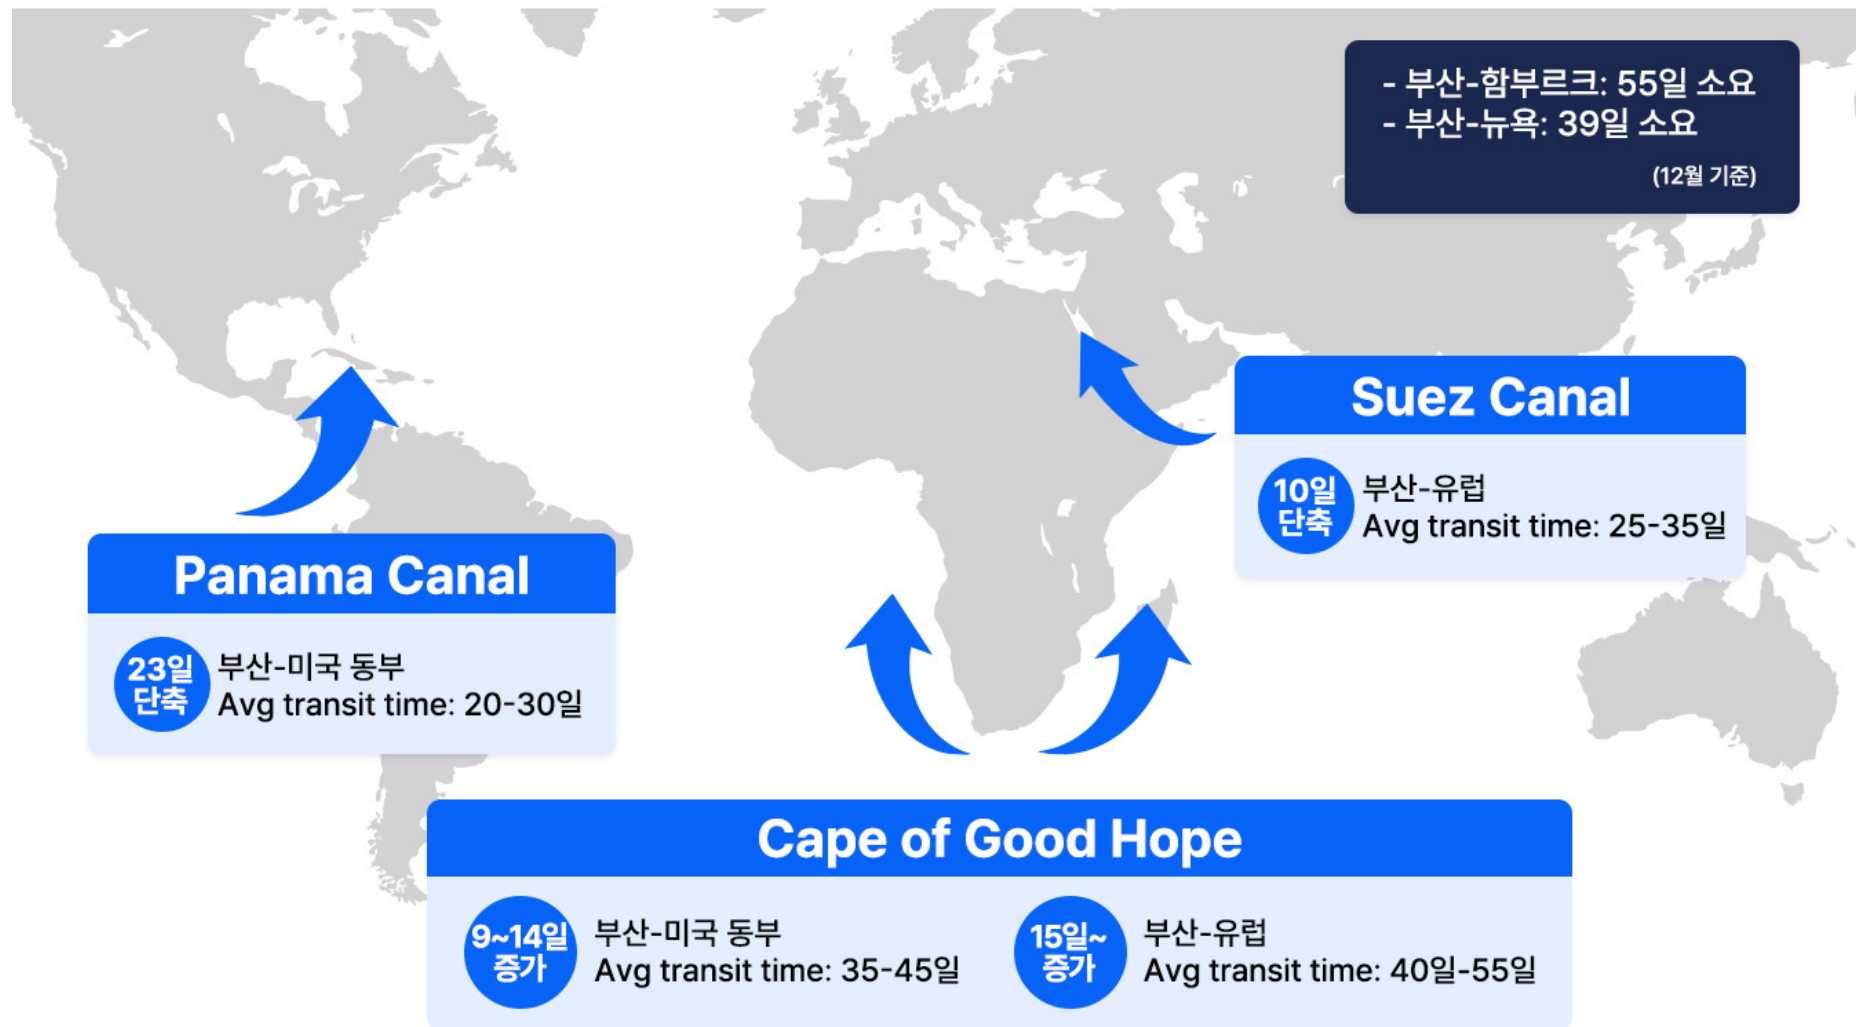 - 부산-함부르크: 55일 소요
- 부산-뉴욕: 39일 소요
(12월 기준)
Suez Canal
10일
단축
부산-유럽
Avg transit time: 25-35일
Panama Canal
23일
단축
부산-미국 동부
Avg transit time: 20-30일
Cape of Good Hope
9~14일
증가
부산-미국 동부
Avg transit time: 35-45일
15일~
증가
부산-유럽
Avg transit time: 40일-55일